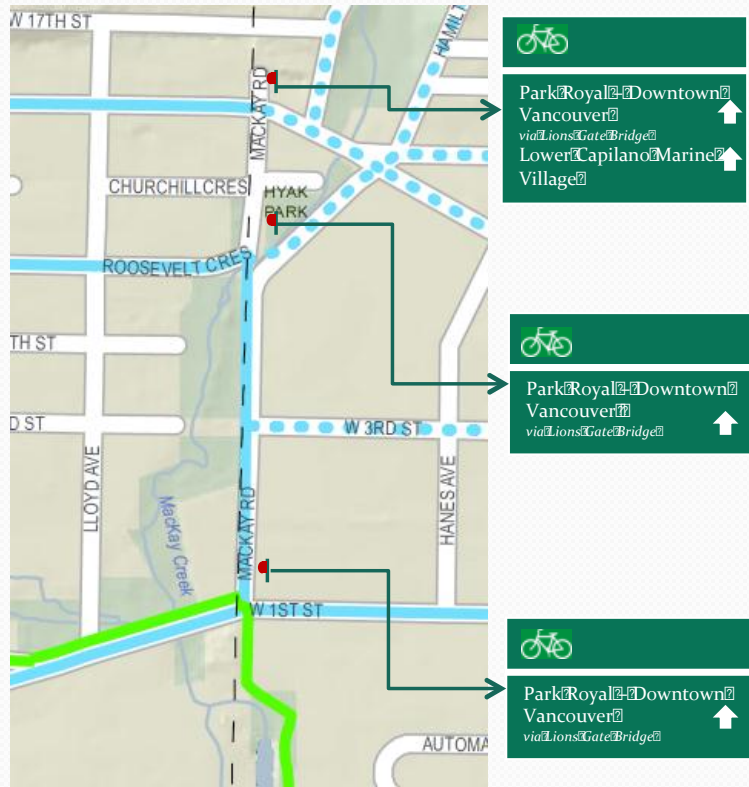 W 17TH ST
HAMILT
MACKAY RD
CHURCHILL CRES
HYAK
PARK
ROOSEVELT CRES
TH ST
D ST
W 3RD ST
LLOYD AVE
HANES AVE
MacKay Creek
MACKAY RD
W 1ST ST
AUTOMA
Park⍰Royal⍰–⍰Downtown⍰
Vancouver⍰
via⍰Lions⍰Gate⍰Bridge⍰
Lower⍰Capilano⍰Marine⍰
Village⍰
Park⍰Royal⍰–⍰Downtown⍰
Vancouver⍰⍰
via⍰Lions⍰Gate⍰Bridge⍰
Park⍰Royal⍰–⍰Downtown⍰
Vancouver⍰
via⍰Lions⍰Gate⍰Bridge⍰